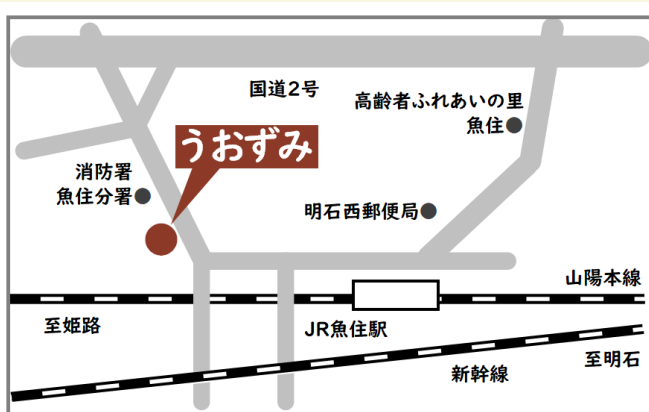 国道2号
高齢者ふれあいの里
魚住
うおずみ
消防署
魚住分署
明石西郵便局
山陽本線
至姫路
JR魚住駅
至明石
新幹線